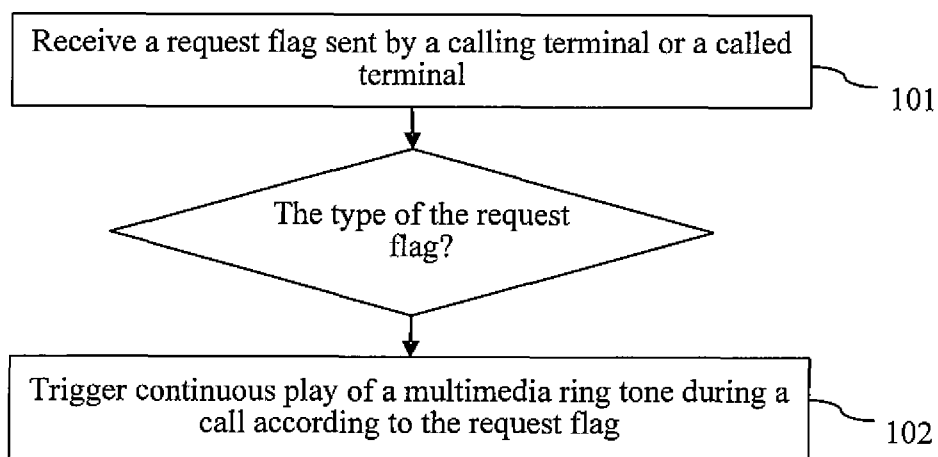 Receive a request flag sent by a calling terminal or a called
terminal
101
The type of the request
flag?
Trigger continuous play of a multimedia ring tone during a
call according to the request flag
102